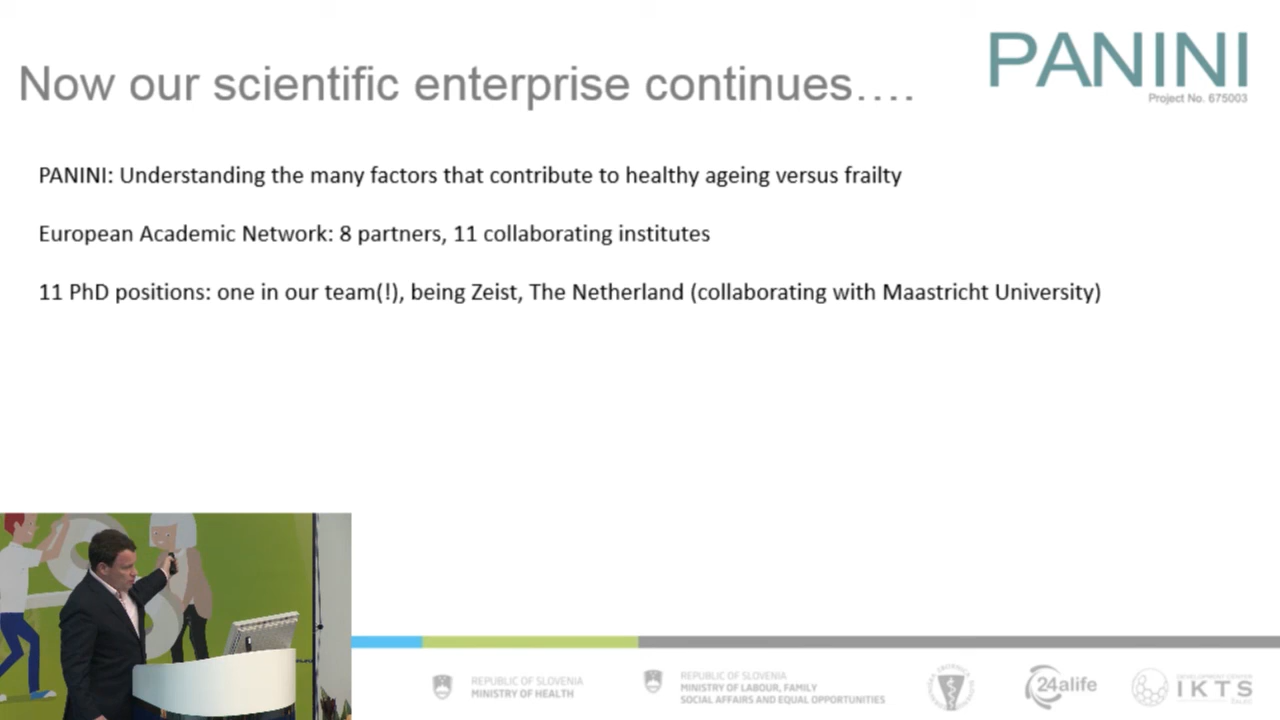 PANINI
Project No. 675003
Now our scientific enterprise continues….
PANINI: Understanding the many factors that contribute to healthy ageing versus frailty
European Academic Network: 8 partners, 11 collaborating institutes
11 PhD positions: one in our team(!), being Zeist, The Netherland (collaborating with Maastricht University)
REPUBLIC OF SLOVENIA
MINISTRY OF HEALTH
REPUBLIC OF SLOVENIA
MINISTRY OF LABOUR, FAMILY
SOCIAL AFFAIRS AND EQUAL OPPORTUNITIES
24alife
DEVELOPMENT CENTER
IKTS